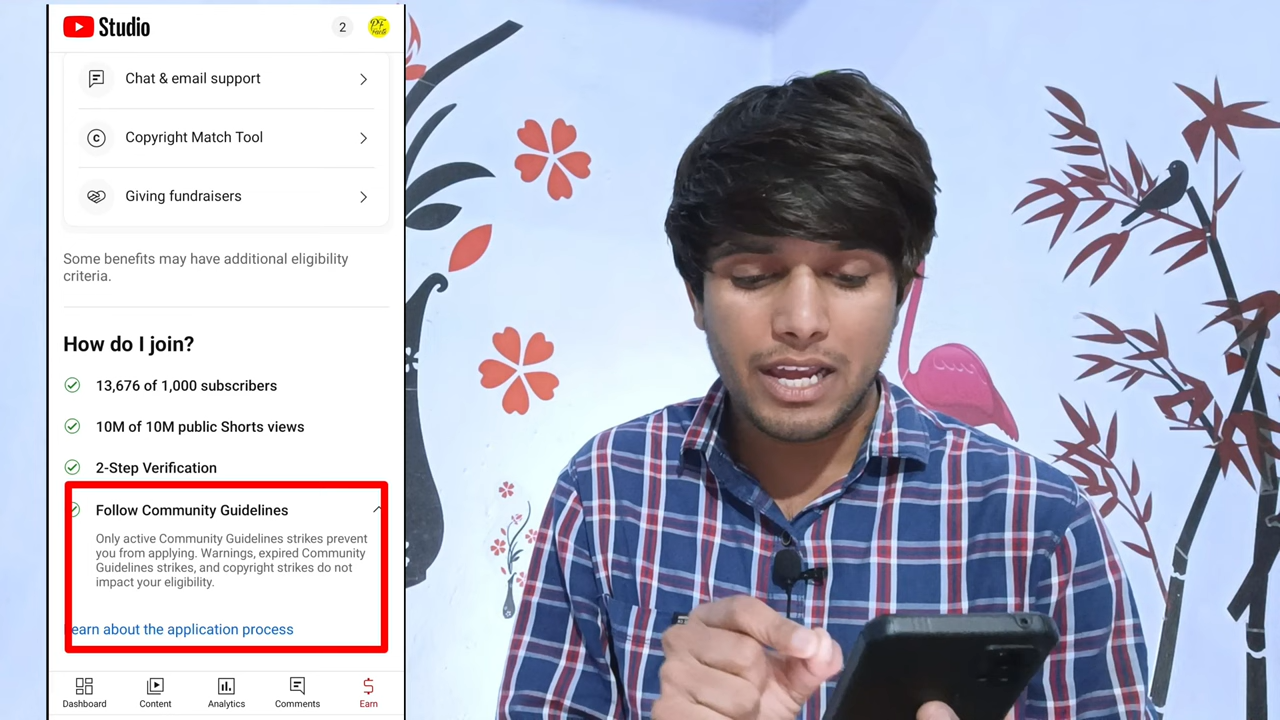 Studio
2
Chat & email support
Copyright Match Tool
Giving fundraisers
Some benefits may have additional eligibility
criteria.
How do I join?
13,676 of 1,000 subscribers
10M of 10M public Shorts views
2-Step Verification
Follow Community Guidelines
Only active Community Guidelines strikes prevent
you from applying. Warnings, expired Community
Guidelines strikes, and copyright strikes do not
impact your eligibility.
earn about the application process
Dashboard
Content
Analytics
Comments
Earn